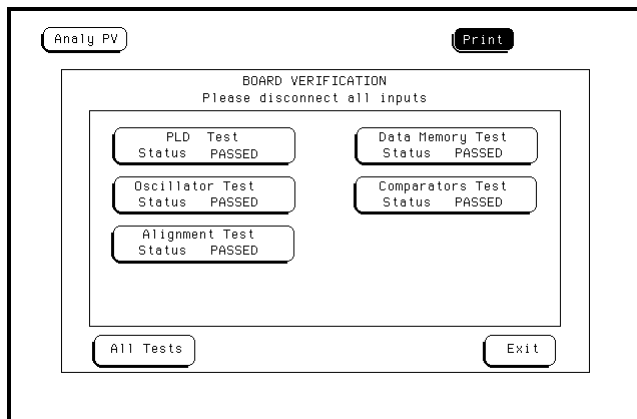 Analy PV
Print
BOARD VERIFICATION
Please disconnect all inputs
PLD Test
Status PASSED
Data Memory Test
Status PASSED
Oscillator Test
Status PASSED
Comparators Test
Status PASSED
Alignment Test
Status PASSED
All Tests
Exit